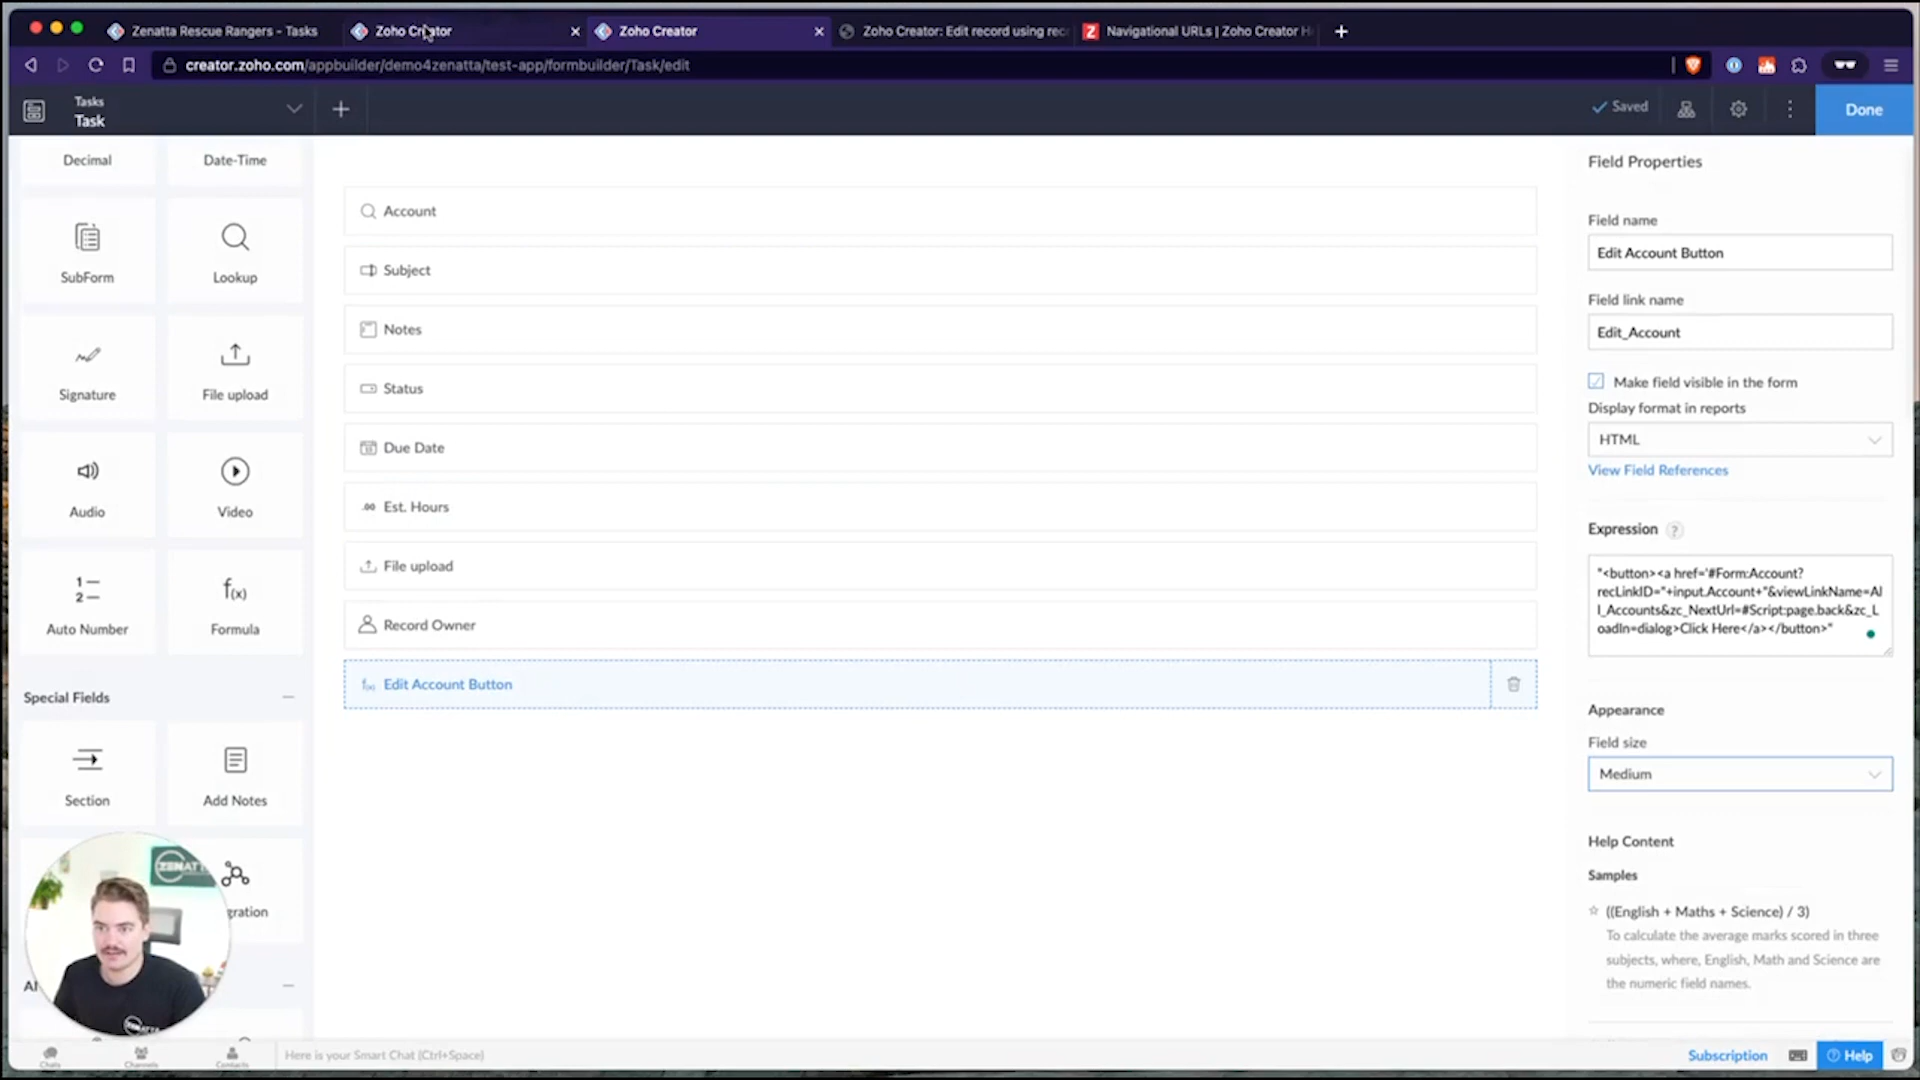 Zenatta Rescue Rangers - Tasks
Zoho Creator
Zoho Creator
Zoho Creator: Edit record using rec
Navigational URLs | Zoho Creator H
creator.zoho.com/appbuilder/demo4zenatta/test-app/formbuilder/Task/edit
Tasks
Task
Saved
Done
Decimal
Date-Time
SubForm
Lookup
Signature
File upload
Audio
Video
Auto Number
Formula
Special Fields
Section
Add Notes
gration
AI
Account
Subject
Notes
Status
Due Date
Est. Hours
File upload
Record Owner
Edit Account Button
Field Properties
Field name
Edit Account Button
Field link name
Edit_Account
Make field visible in the form
Display format in reports
HTML
View Field References
Expression ?
"<button><a href='#Form:Account?
recLinkID="+input.Account+"&viewLinkName=Al
l_Accounts&zc_NextUrl=#Script:page.back&zc_L
oadIn=dialog>Click Here</a></button>"
Appearance
Field size
Medium
Help Content
Samples
((English + Maths + Science) / 3)
To calculate the average marks scored in three
subjects, where, English, Math and Science are
the numeric field names.
ZENATT
ZENATTA
Chats
Channels
Contacts
Here is your Smart Chat (Ctrl+Space)
Subscription
Help